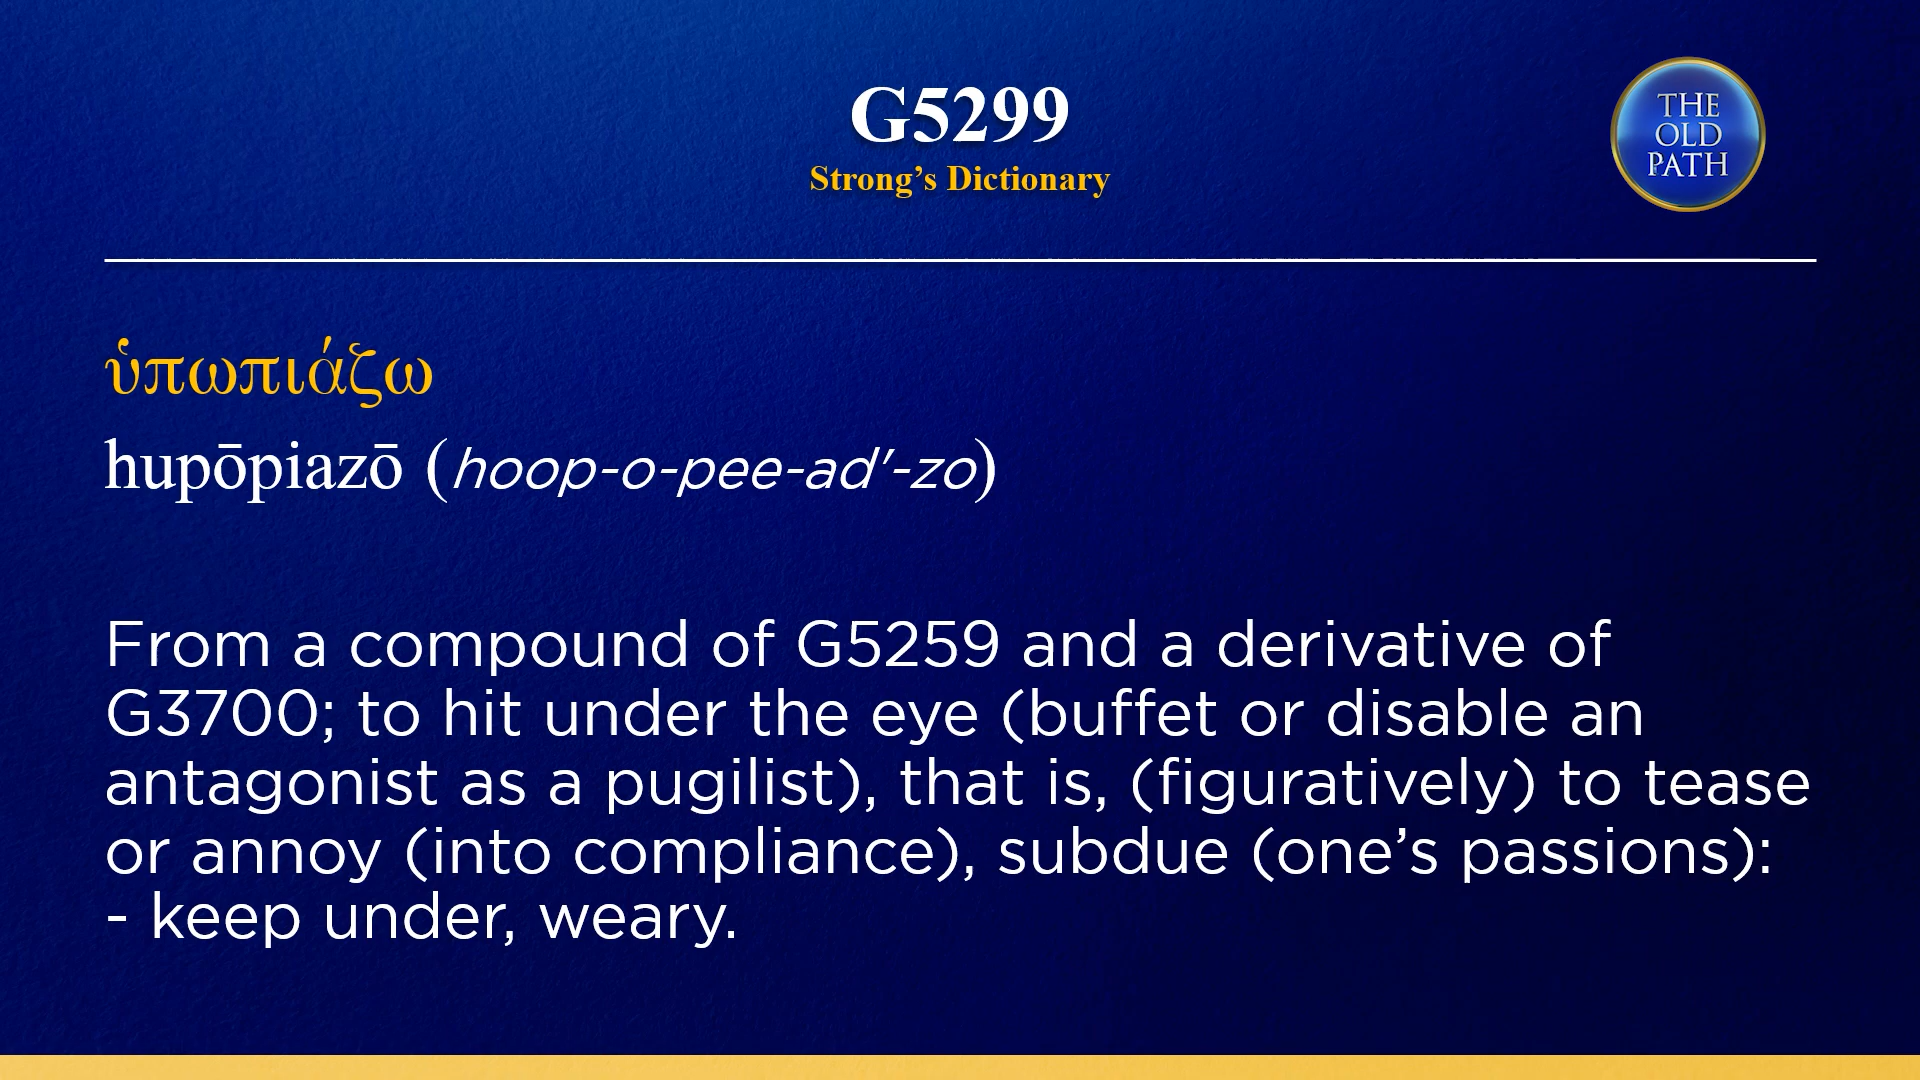 G5299
Strong’s Dictionary
THE
OLD
PATH
ὑπωπιάζω
hupōpiazō (hoop-o-pee-ad'-zo)
From a compound of G5259 and a derivative of
G3700; to hit under the eye (buffet or disable an
antagonist as a pugilist), that is, (figuratively) to tease
or annoy (into compliance), subdue (one’s passions):
- keep under, weary.